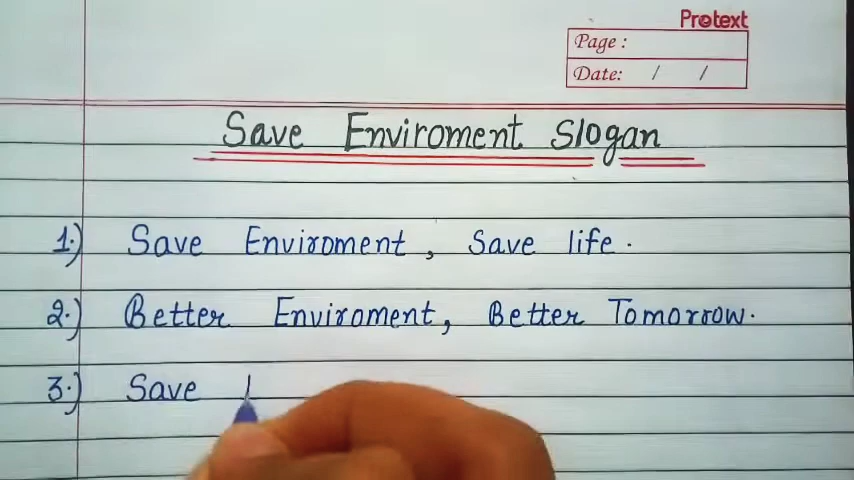 Protext
Page :
Date: / /
Save Enviroment Slogan
1.) Save Enviroment, Save life.
2.) Better Enviroment, Better Tomorrow.
3.) Save